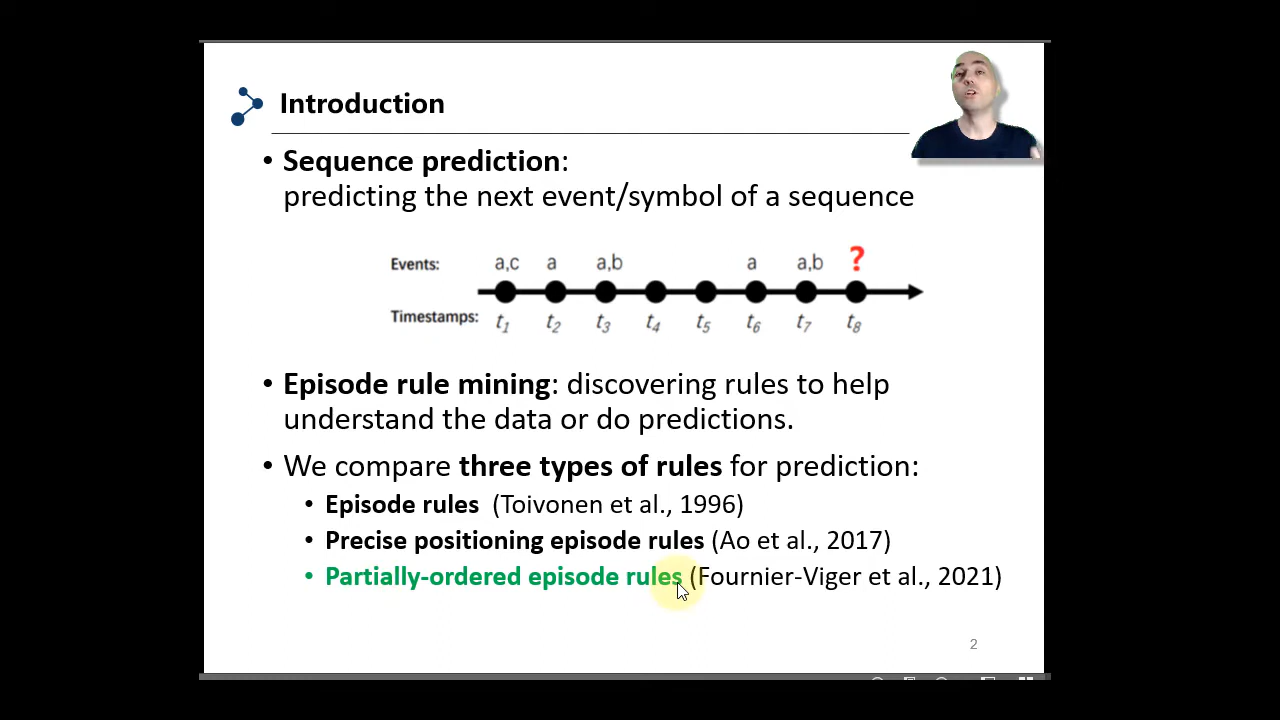 Introduction
• Sequence prediction:
predicting the next event/symbol of a sequence
Events: a,c a a,b a a,b ?
Timestamps: t1 t2 t3 t4 t5 t6 t7 t8
• Episode rule mining: discovering rules to help
understand the data or do predictions.
• We compare three types of rules for prediction:
• Episode rules (Toivonen et al., 1996)
• Precise positioning episode rules (Ao et al., 2017)
• Partially-ordered episode rules (Fournier-Viger et al., 2021)
2